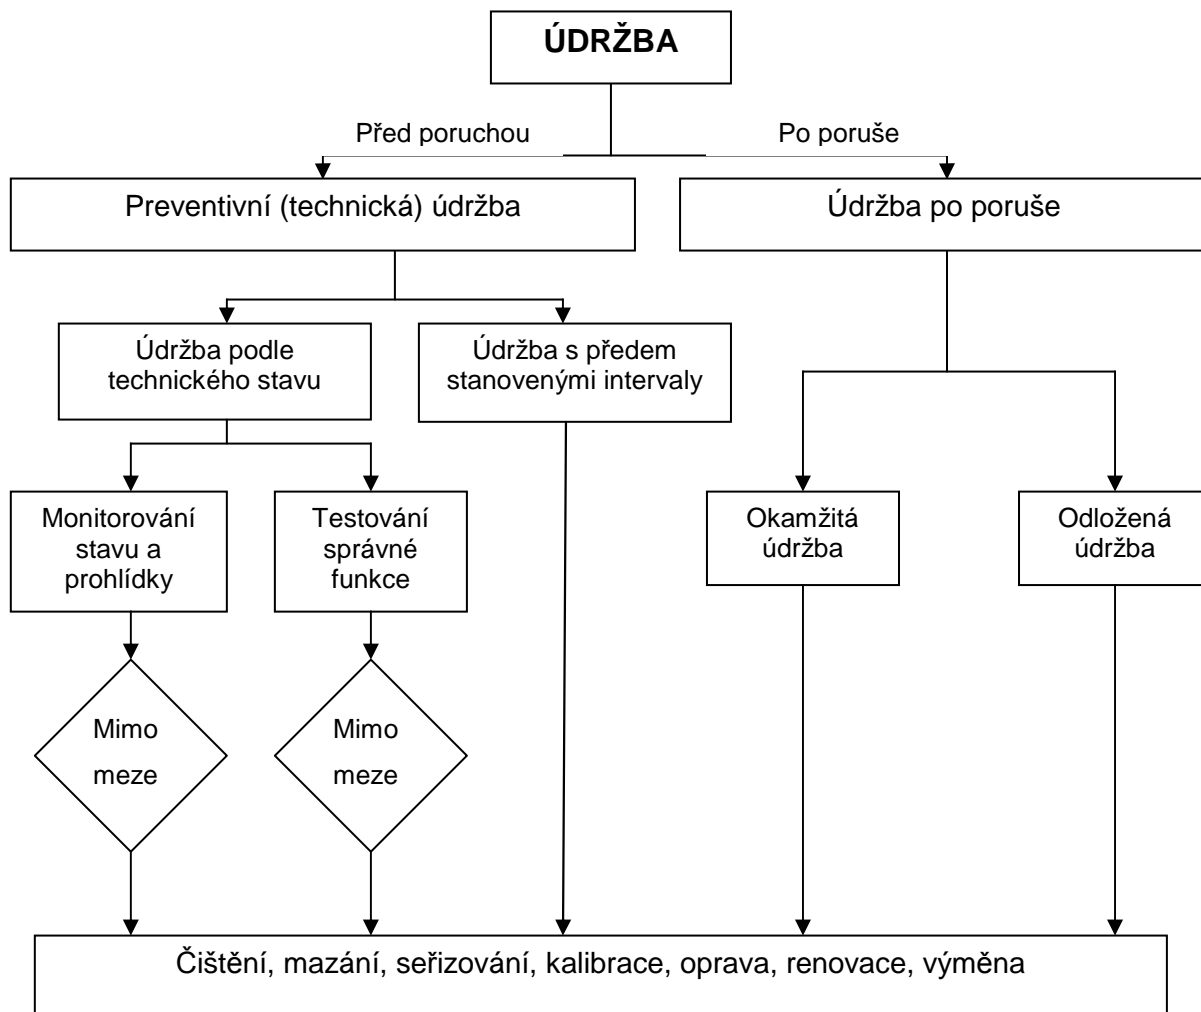 ÚDRŽBA
Před poruchou
Po poruše
Preventivní (technická) údržba
Údržba po poruše
Údržba podle
technického stavu
Údržba s předem
stanovenými intervaly
Monitorování
stavu a
prohlídky
Testování
správné
funkce
Okamžitá
údržba
Odložená
údržba
Mimo
meze
Mimo
meze
Čištění, mazání, seřizování, kalibrace, oprava, renovace, výměna